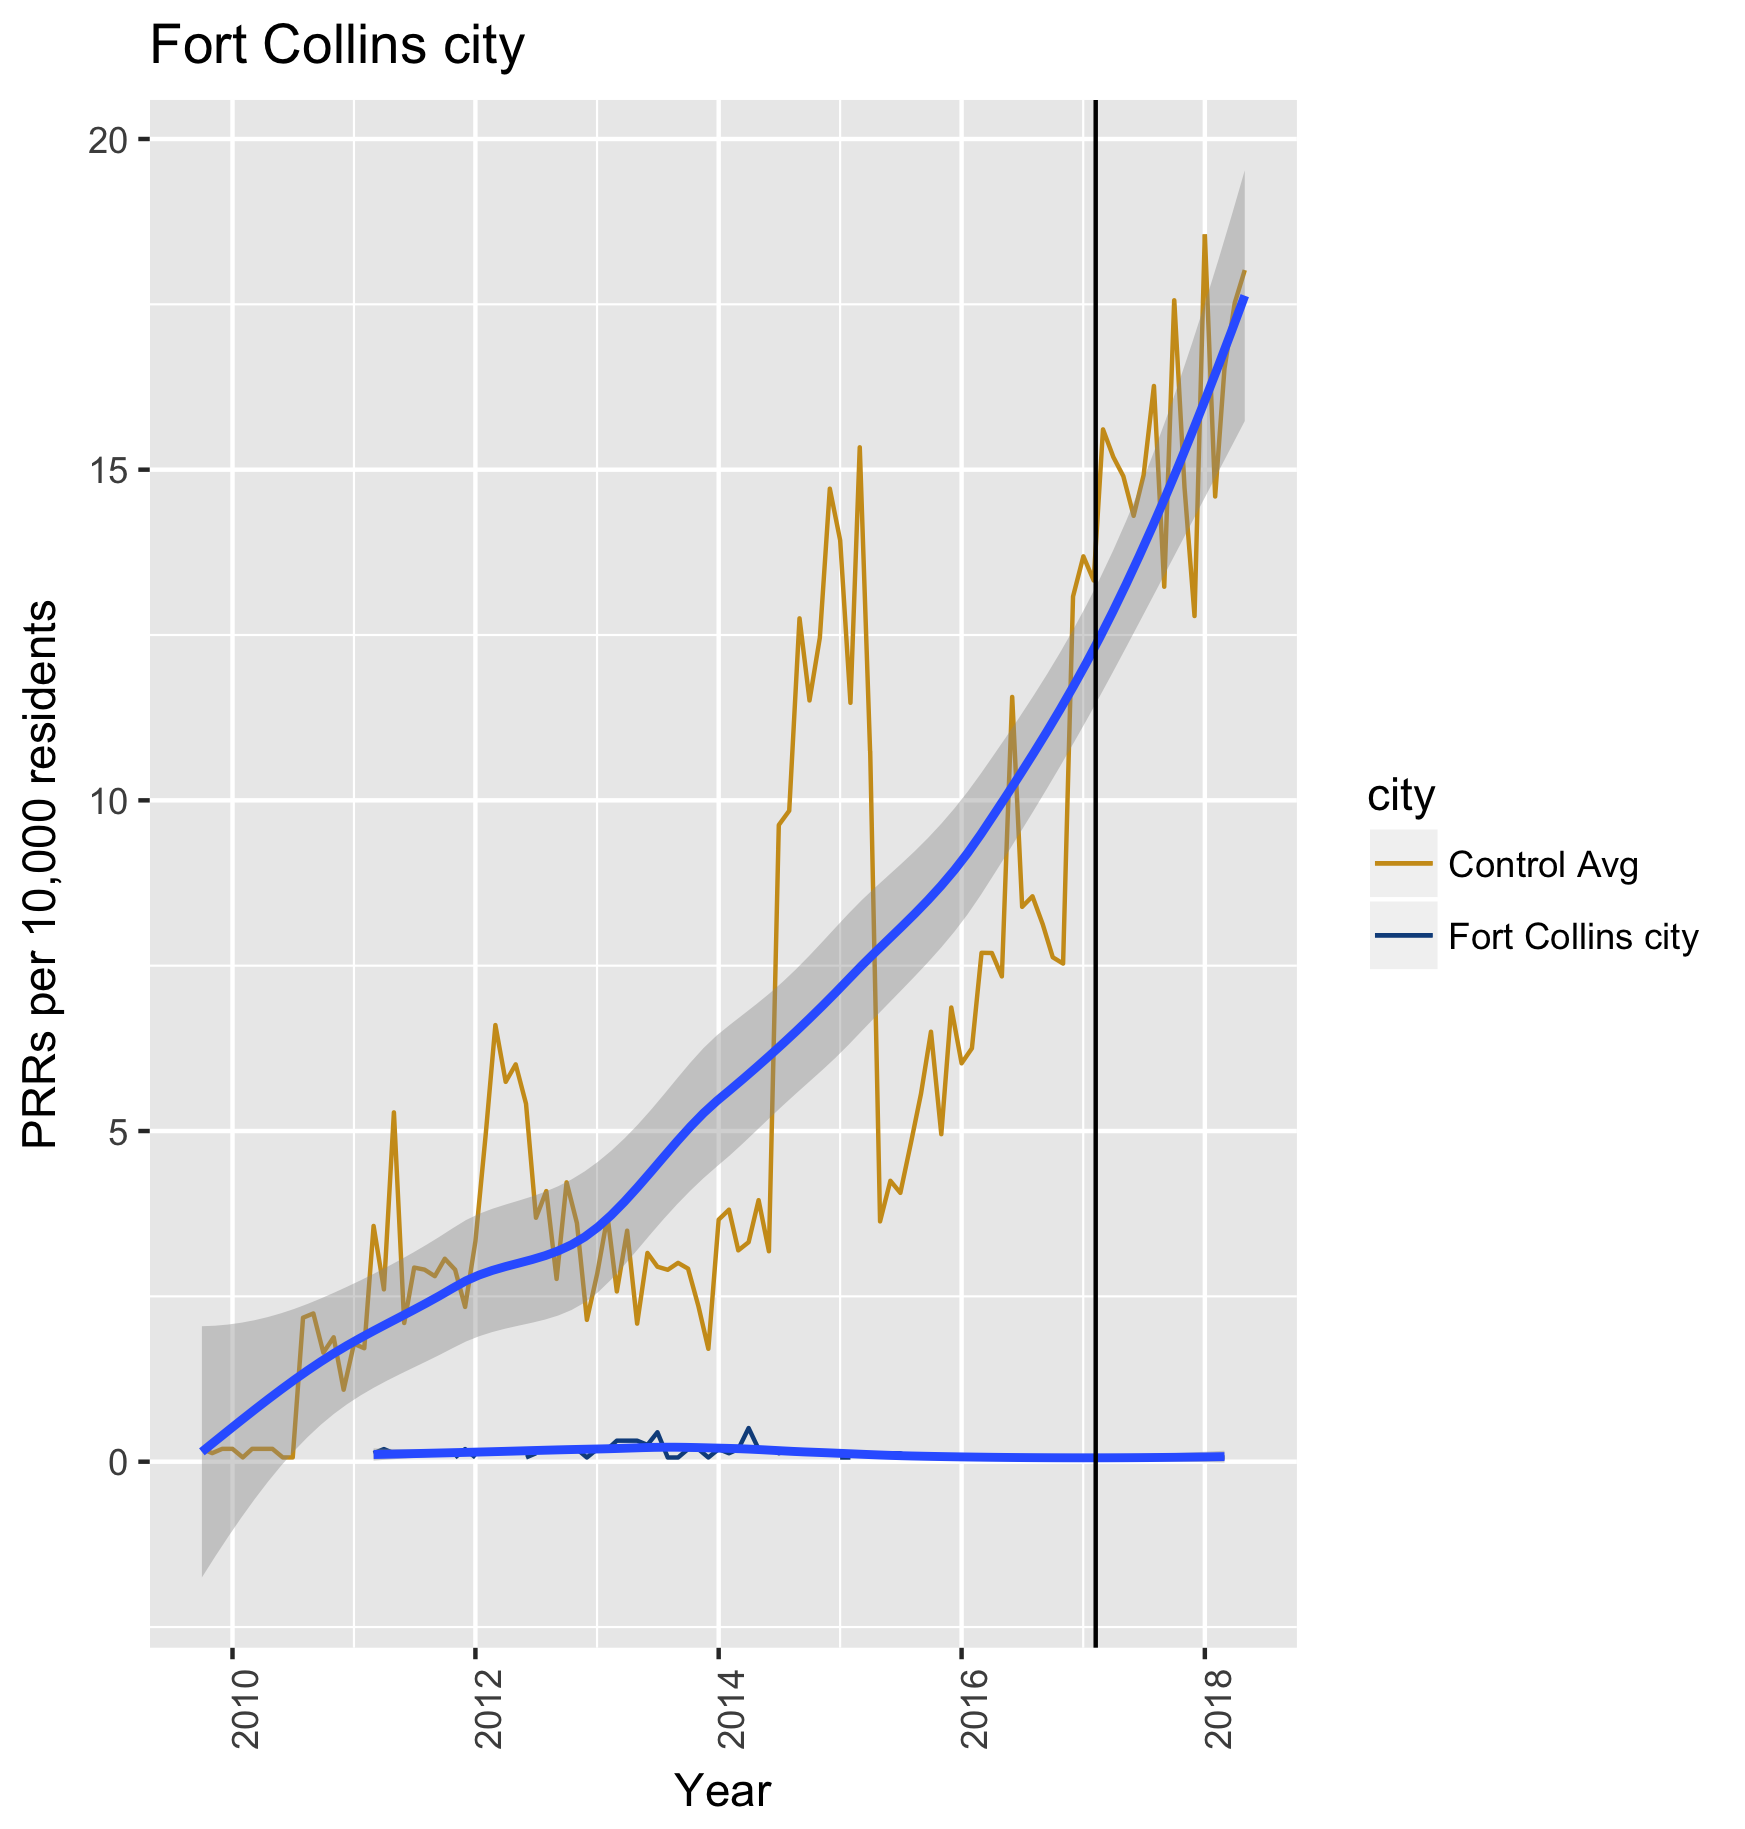 Fort Collins city
20
15
10
5
0
PRRs per 10,000 residents
2010
2012
2014
2016
2018
Year
city
Control Avg
Fort Collins city